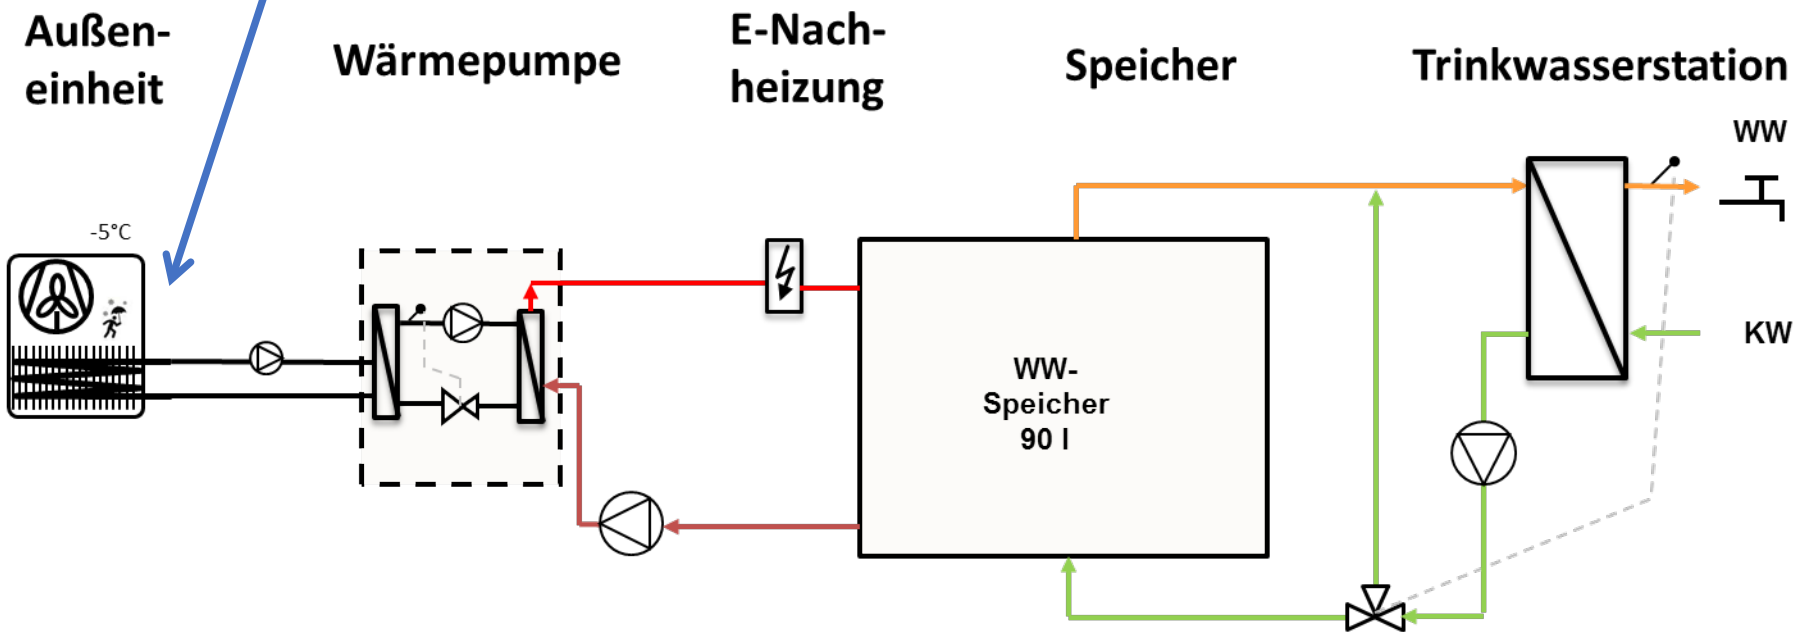 Außen-
einheit
Wärmepumpe
E-Nach-
heizung
Speicher
Trinkwasserstation
WW
-5°C
KW
WW-
Speicher
90 l